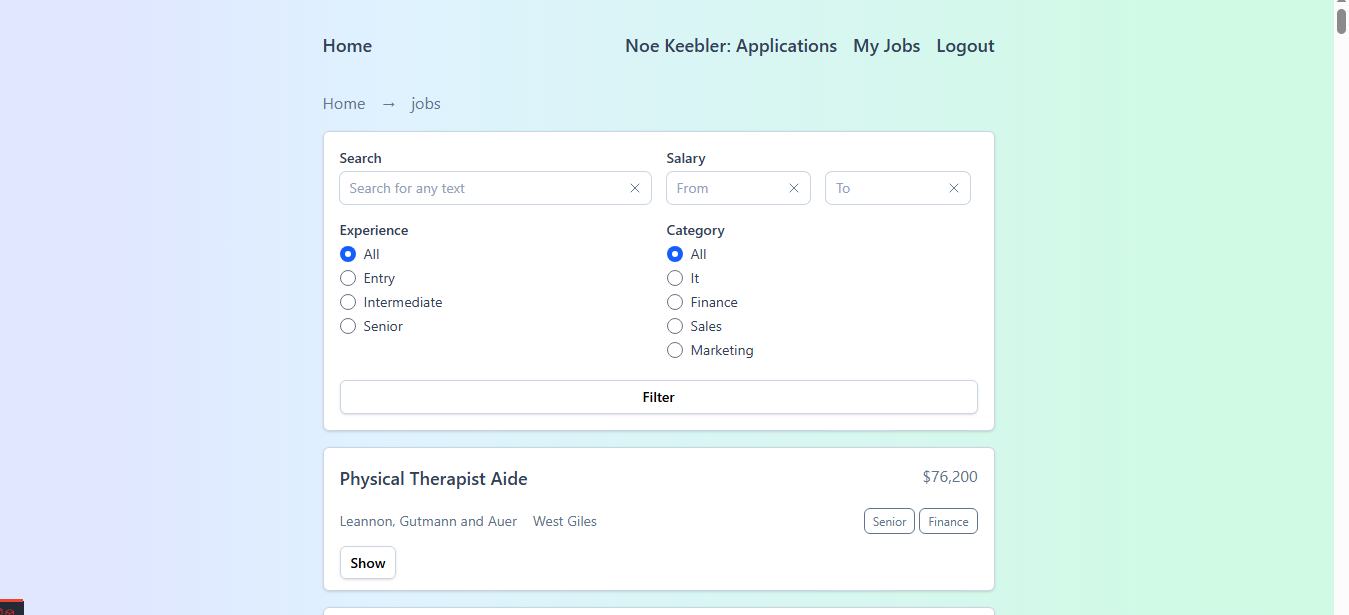 Home Noe Keebler: Applications My Jobs Logout
Home → jobs
Search Salary
Search for any text From To
Experience Category
All All
Entry It
Intermediate Finance
Senior Sales
Marketing
Filter
Physical Therapist Aide $76,200
Leannon, Gutmann and Auer West Giles Senior Finance
Show